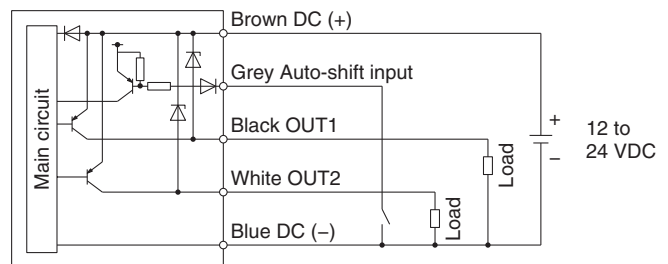 Brown DC (+)
Grey Auto-shift input
Main circuit
Black OUT1
+
12 to
–
24 VDC
Load
White OUT2
Load
Blue DC (–)